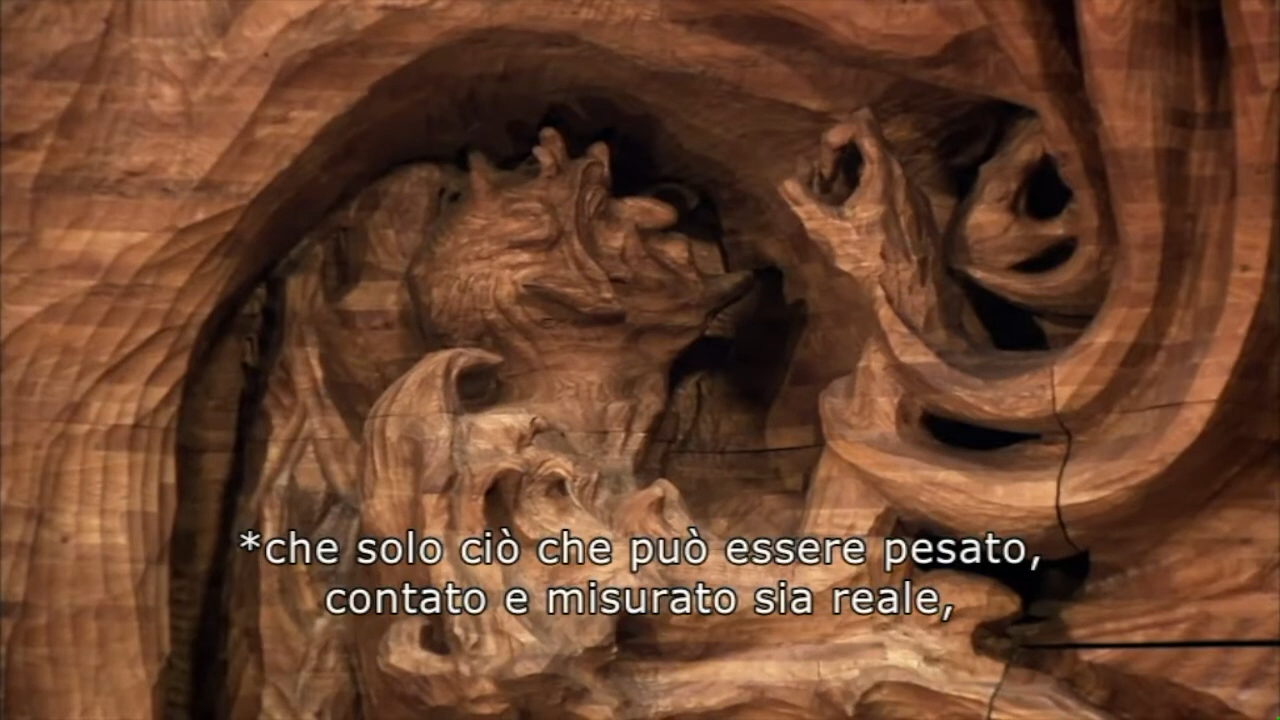 *che solo ciò che può essere pesato,
contato e misurato sia reale,